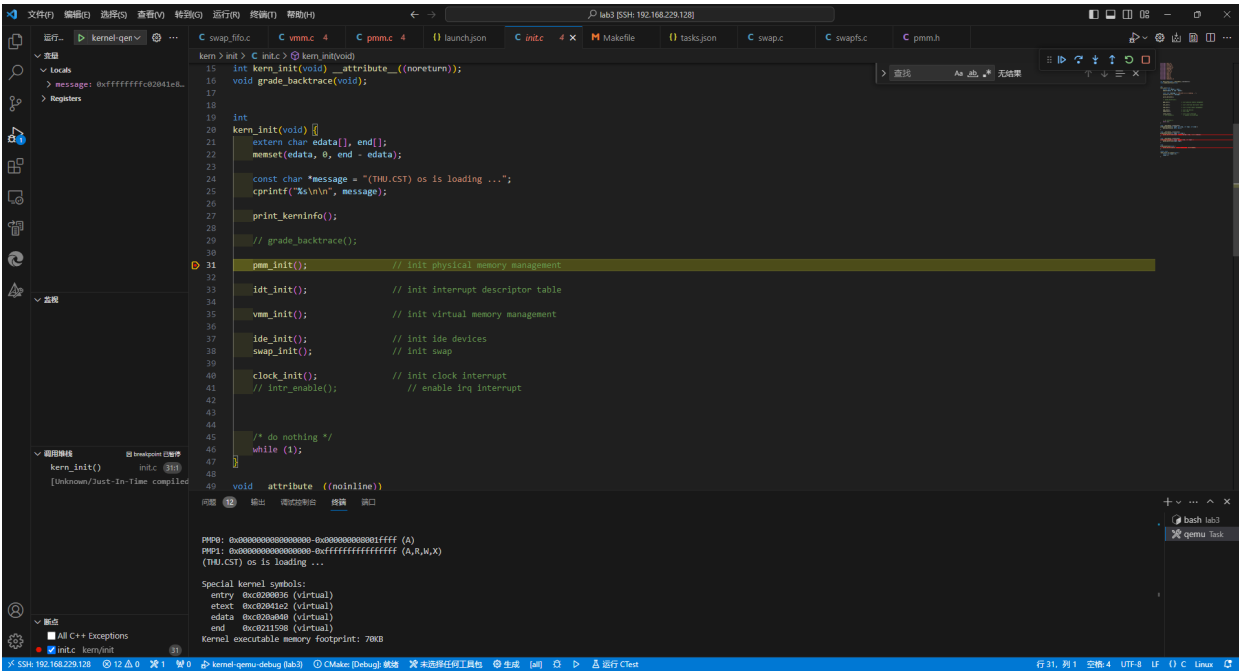 文件(F) 编辑(E) 选择(S) 查看(V) 转到(G) 运行(R) 终端(T) 帮助(H)
lab3 [SSH: 192.168.229.128]
运行... kernel-qen
swap_fifo.c vmm.c 4 pmm.c 4 launch.json init.c 4 Makefile tasks.json swap.c swapfs.c pmm.h
kern > init > C init.c > kern_init(void)
变量
Locals
message: 0xffffffffc02041e8…
Registers
查找 Aa ab 无结果
15 int kern_init(void) __attribute__((noreturn));
16 void grade_backtrace(void);
17
18
19 int
20 kern_init(void) {
21 extern char edata[], end[];
22 memset(edata, 0, end - edata);
23
24 const char *message = "(THU.CST) os is loading ...";
25 cprintf("%s\n\n", message);
26
27 print_kerninfo();
28
29 // grade_backtrace();
30
31 pmm_init(); // init physical memory management
32
33 idt_init(); // init interrupt descriptor table
34
35 vmm_init(); // init virtual memory management
36
37 ide_init(); // init ide devices
38 swap_init(); // init swap
39
40 clock_init(); // init clock interrupt
41 // intr_enable(); // enable irq interrupt
42
43
44
45 /* do nothing */
46 while (1);
47 }
48
49 void __attribute__((noinline))
监视
调用堆栈 因 breakpoint 已暂停
kern_init() init.c 31:1
[Unknown/Just-In-Time compiled
断点
All C++ Exceptions
init.c kern/init 31
问题 12 输出 调试控制台 终端 端口
bash lab3
qemu Task
PMP0: 0x0000000080000000-0x000000008001ffff (A)
PMP1: 0x0000000000000000-0xffffffffffffffff (A,R,W,X)
(THU.CST) os is loading ...
Special kernel symbols:
entry 0xc0200036 (virtual)
etext 0xc02041e2 (virtual)
edata 0xc020a040 (virtual)
end 0xc0211598 (virtual)
Kernel executable memory footprint: 70KB
SSH: 192.168.229.128 12 0 1 0 kernel-qemu-debug (lab3) CMake: [Debug]: 就绪 未选择任何工具包 生成 [all] 运行 CTest
行 31, 列 1 空格: 4 UTF-8 LF {} C Linux